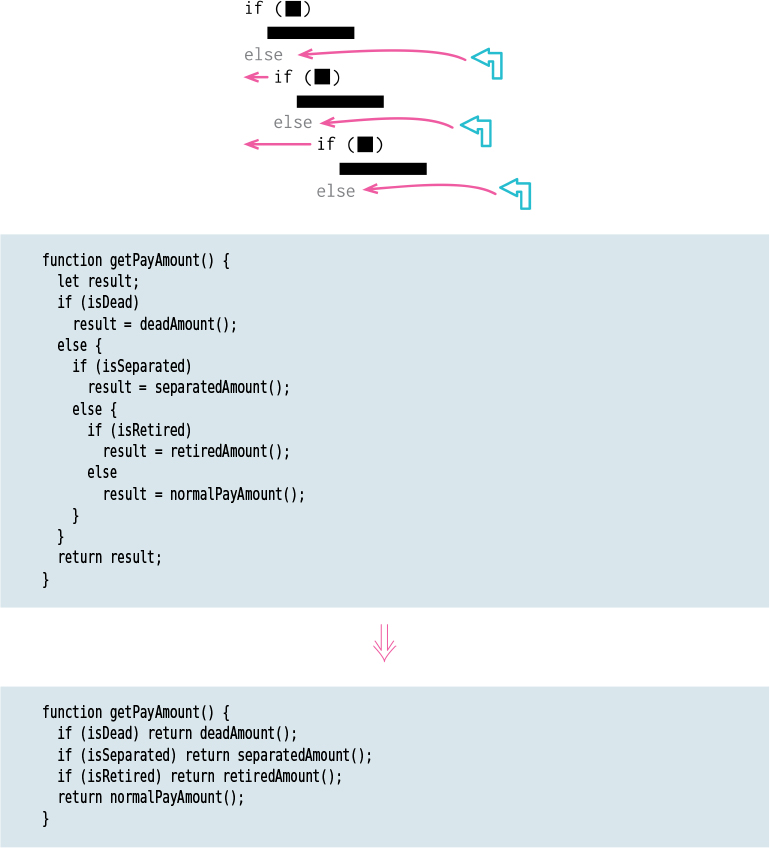 if (■)
else
if (■)
else
if (■)
else
function getPayAmount() {
  let result;
  if (isDead)
    result = deadAmount();
  else {
    if (isSeparated)
      result = separatedAmount();
    else {
      if (isRetired)
        result = retiredAmount();
      else
        result = normalPayAmount();
    }
  }
  return result;
}
function getPayAmount() {
  if (isDead) return deadAmount();
  if (isSeparated) return separatedAmount();
  if (isRetired) return retiredAmount();
  return normalPayAmount();
}